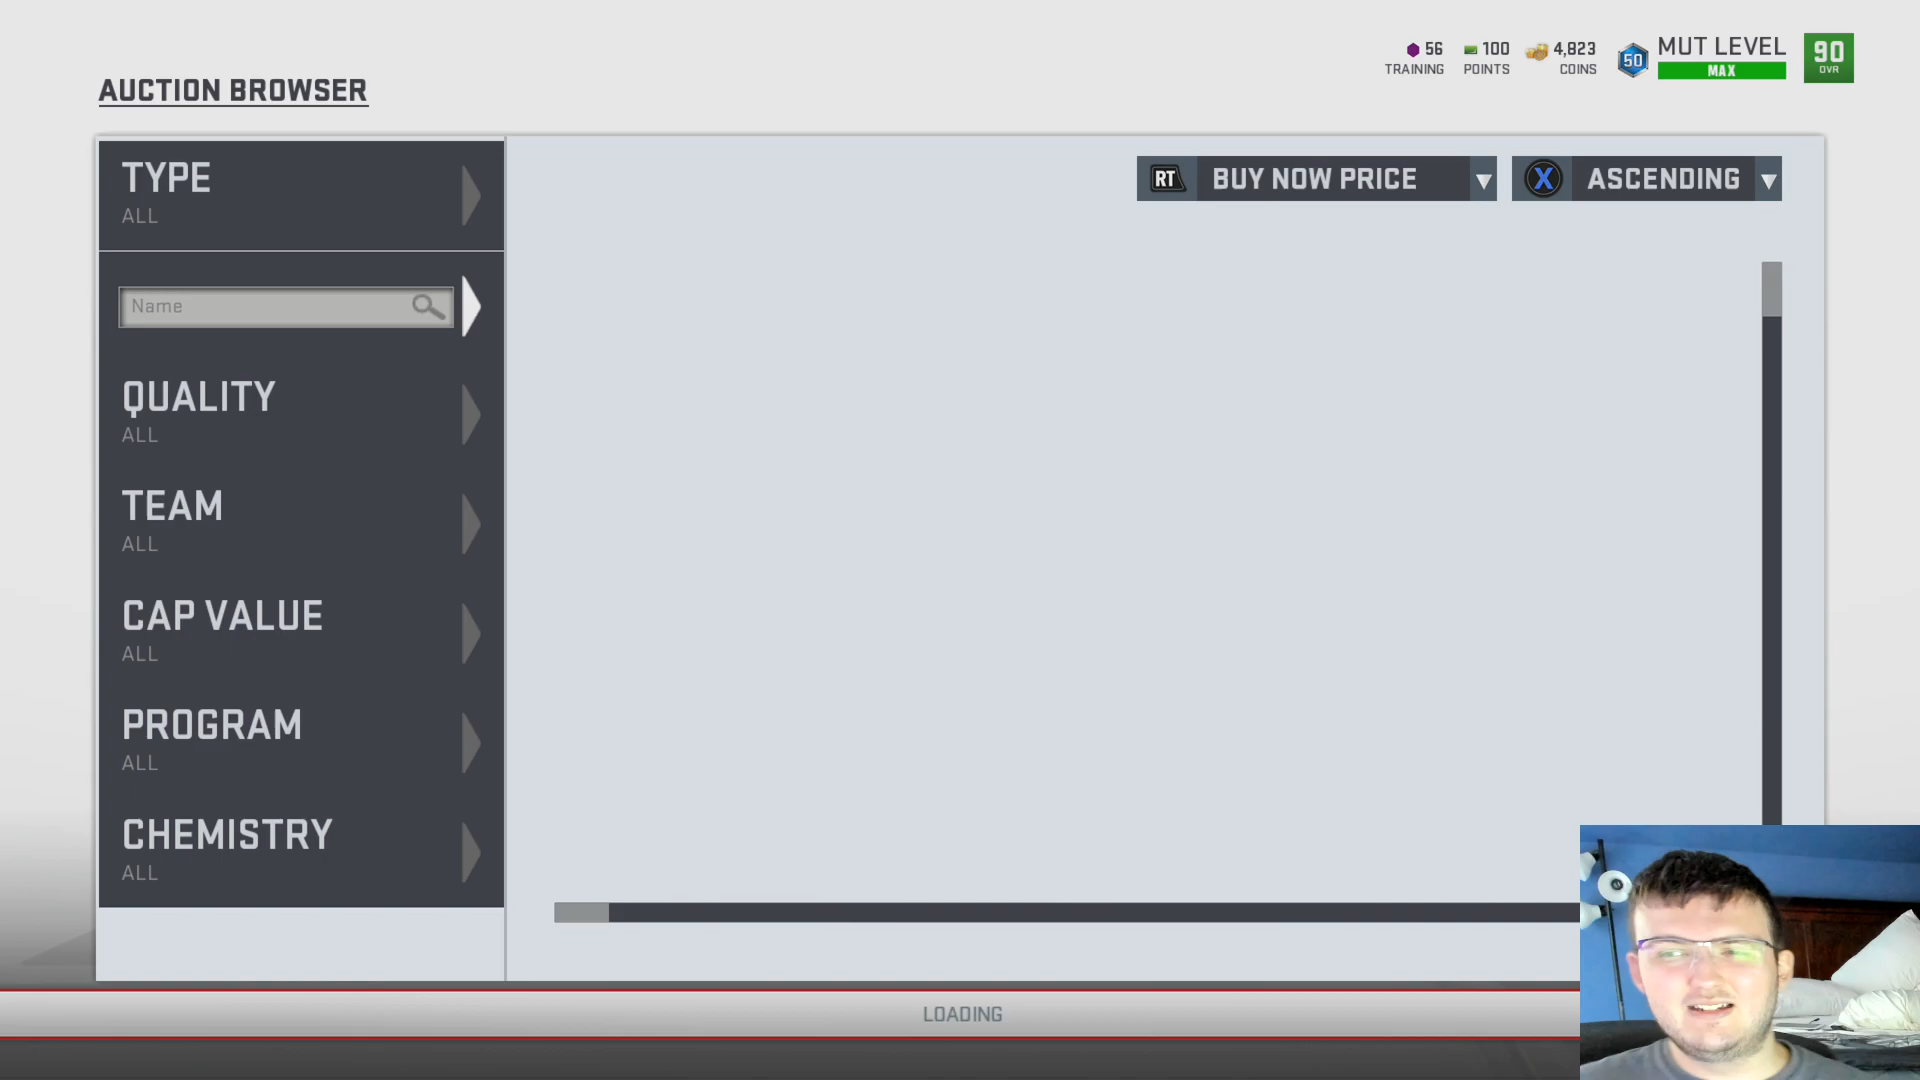 AUCTION BROWSER
56
TRAINING
100
POINTS
4,823
COINS
50
MUT LEVEL
MAX
90
OVR
TYPE
ALL
Name
QUALITY
ALL
TEAM
ALL
CAP VALUE
ALL
PROGRAM
ALL
CHEMISTRY
ALL
RT BUY NOW PRICE
X ASCENDING
LOADING